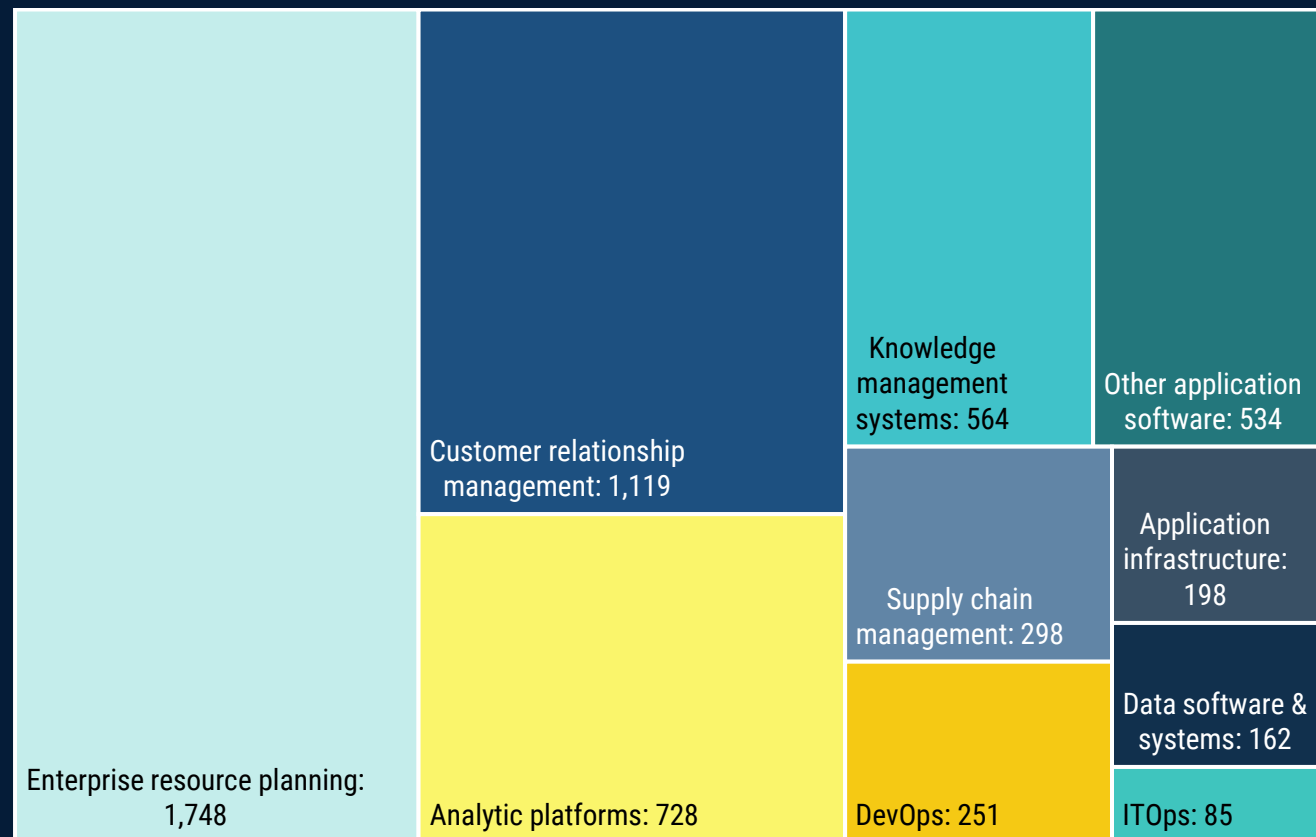 Enterprise resource planning:
1,748
Customer relationship
management: 1,119
Analytic platforms: 728
Knowledge
management
systems: 564
Other application
software: 534
Supply chain
management: 298
DevOps: 251
Application
infrastructure:
198
Data software &
systems: 162
ITOps: 85